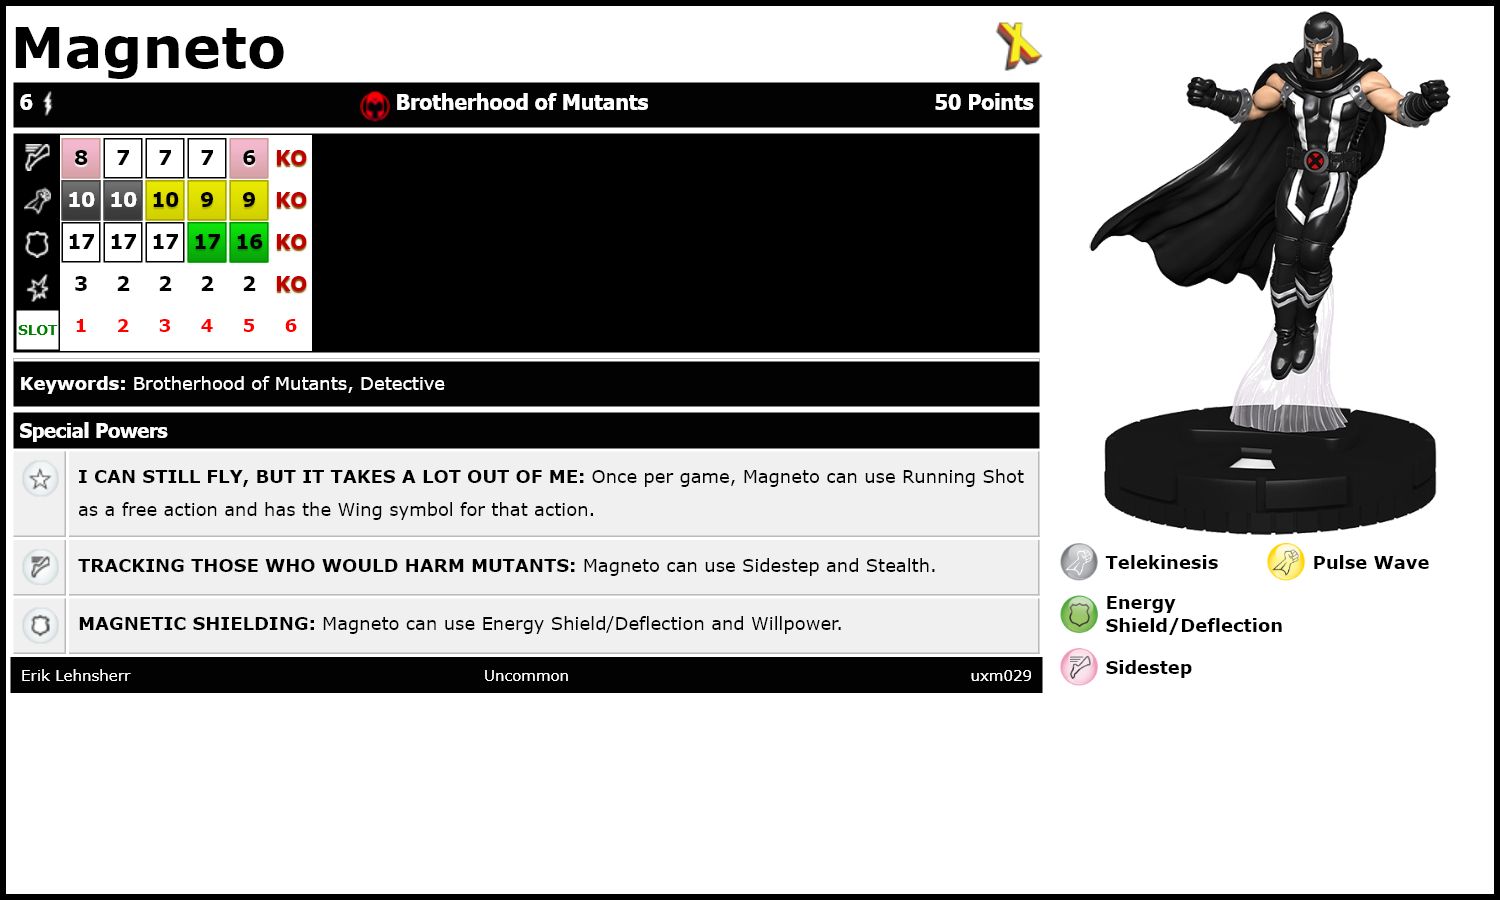 Magneto
6 Brotherhood of Mutants 50 Points
8 7 7 7 6 KO
10 10 10 9 9 KO
17 17 17 17 16 KO
3 2 2 2 2 KO
SLOT 1 2 3 4 5 6
Keywords: Brotherhood of Mutants, Detective
Special Powers
I CAN STILL FLY, BUT IT TAKES A LOT OUT OF ME: Once per game, Magneto can use Running Shot
as a free action and has the Wing symbol for that action.
TRACKING THOSE WHO WOULD HARM MUTANTS: Magneto can use Sidestep and Stealth.
MAGNETIC SHIELDING: Magneto can use Energy Shield/Deflection and Willpower.
Erik Lehnsherr Uncommon uxm029
Telekinesis Pulse Wave
Energy
Shield/Deflection
Sidestep